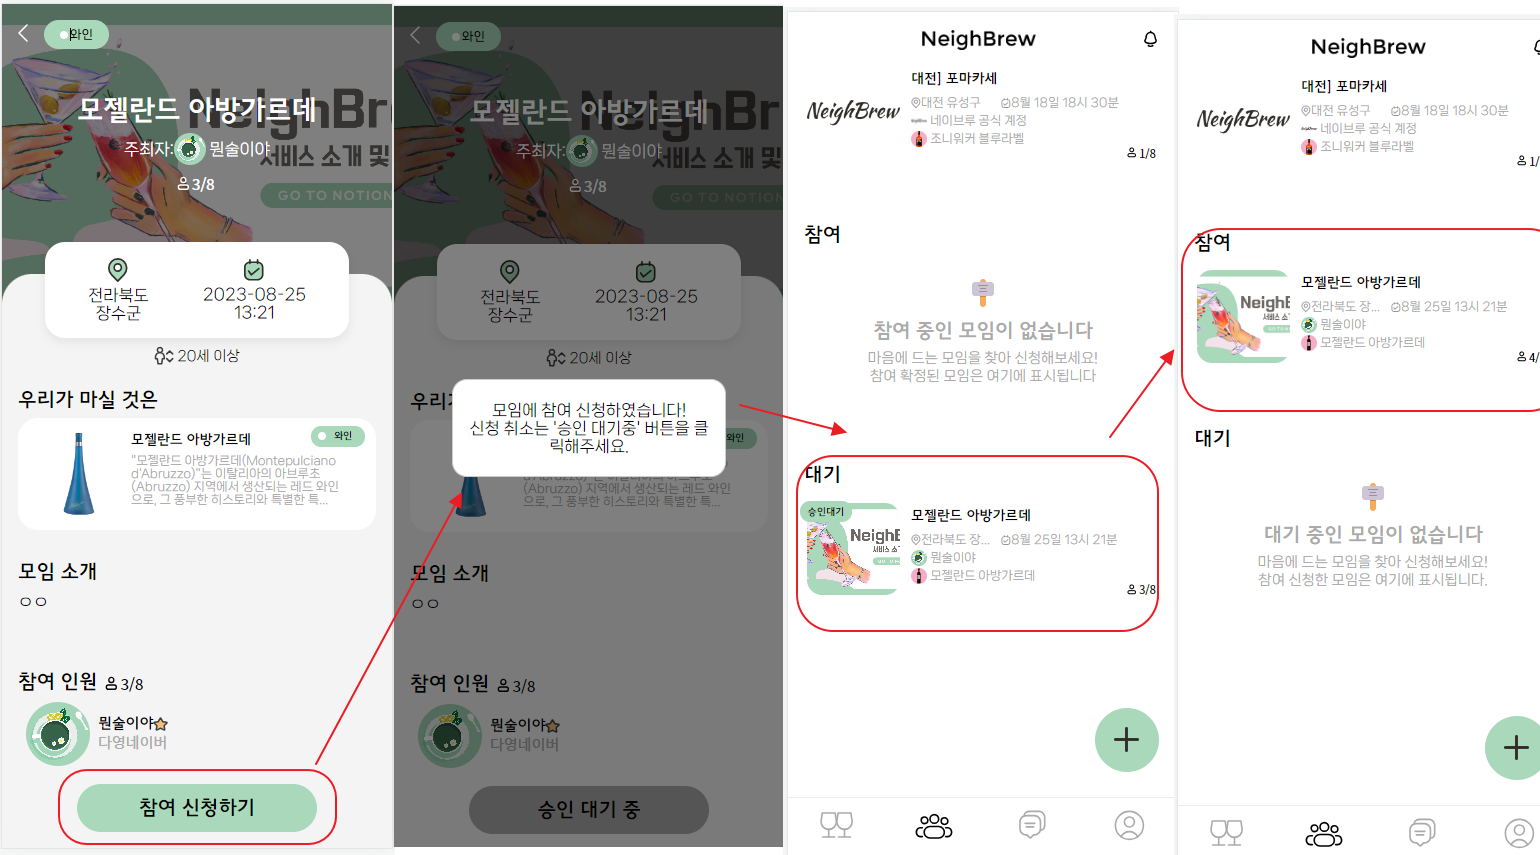 와인
모젤란드 아방가르데
NeighBr
주최자: 뭔술이야
서비스 소개 및
3/8
GO TO NOTION
전라북도
장수군
2023-08-25
13:21
20세 이상
우리가 마실 것은
모젤란드 아방가르데
와인
"모젤란드 아방가르데(Montepulciano
d'Abruzzo)"는 이탈리아의 아브루초
(Abruzzo) 지역에서 생산되는 레드 와인
으로, 그 풍부한 히스토리와 특별한 특...
모임 소개
ㅇㅇ
참여 인원 3/8
뭔술이야
다영네이버
참여 신청하기
와인
모젤란드 아방가르데
NeighBr
주최자: 뭔술이야
서비스 소개 및
3/8
GO TO NOTION
전라북도
장수군
2023-08-25
13:21
20세 이상
우리가
모임에 참여 신청하였습니다!
신청 취소는 '승인 대기중' 버튼을 클
릭해주세요.
와인
(Abruzzo) 지역에서 생산되는 레드 와인
으로, 그 풍부한 히스토리와 특별한 특...
모임 소개
ㅇㅇ
참여 인원 3/8
뭔술이야
다영네이버
승인 대기 중
NeighBrew
대전] 포마카세
NeighBrew
대전 유성구 8월 18일 18시 30분
네이브루 공식 계정
조니워커 블루라벨
1/8
참여
참여 중인 모임이 없습니다
마음에 드는 모임을 찾아 신청해보세요!
참여 확정된 모임은 여기에 표시됩니다
대기
승인대기
모젤란드 아방가르데
NeighB
서비스 소
전라북도 장... 8월 25일 13시 21분
뭔술이야
모젤란드 아방가르데
3/8
NeighBrew
대전] 포마카세
NeighBrew
대전 유성구 8월 18일 18시 30분
네이브루 공식 계정
조니워커 블루라벨
1/
참여
모젤란드 아방가르데
NeighB
서비스 소
전라북도 장... 8월 25일 13시 21분
뭔술이야
모젤란드 아방가르데
4/
대기
대기 중인 모임이 없습니다
마음에 드는 모임을 찾아 신청해보세요!
참여 신청한 모임은 여기에 표시됩니다.